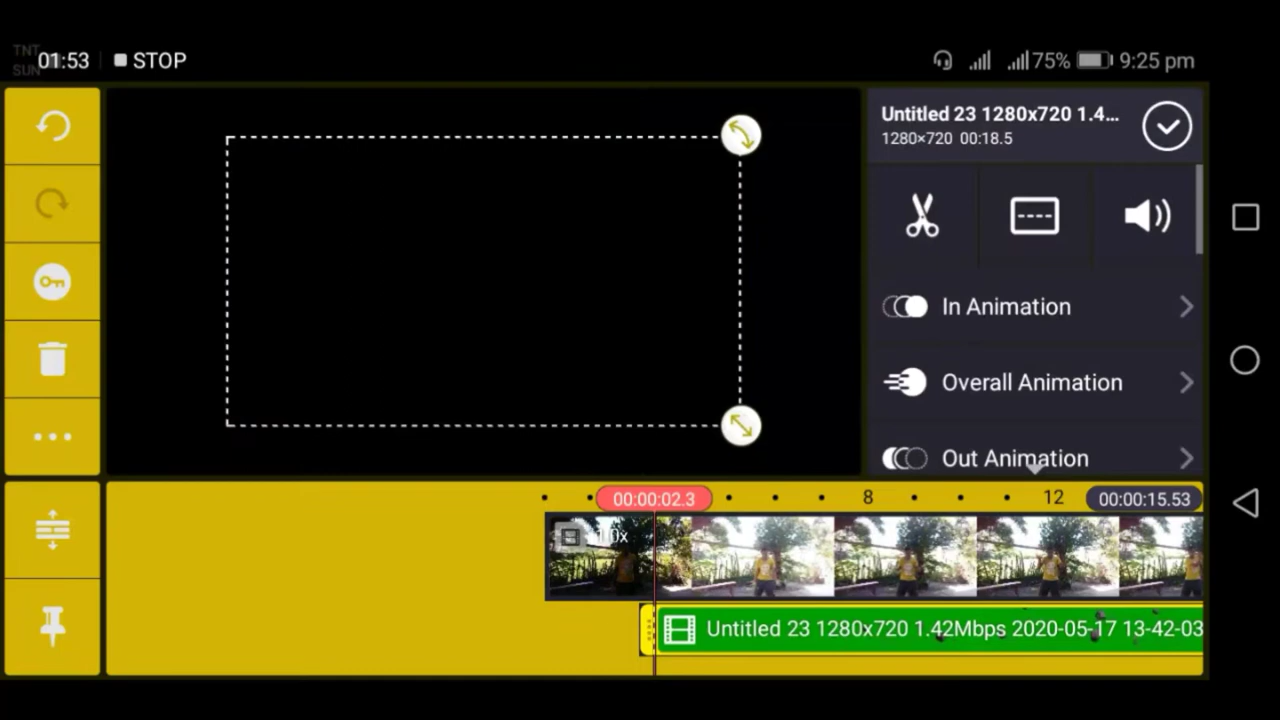 TNT
SUN
01:53 STOP 75% 9:25 pm
Untitled 23 1280x720 1.4...
1280×720 00:18.5
In Animation
Overall Animation
Out Animation
00:00:02.3 8 12 00:00:15.53
1.0x
Untitled 23 1280x720 1.42Mbps 2020-05-17 13-42-03